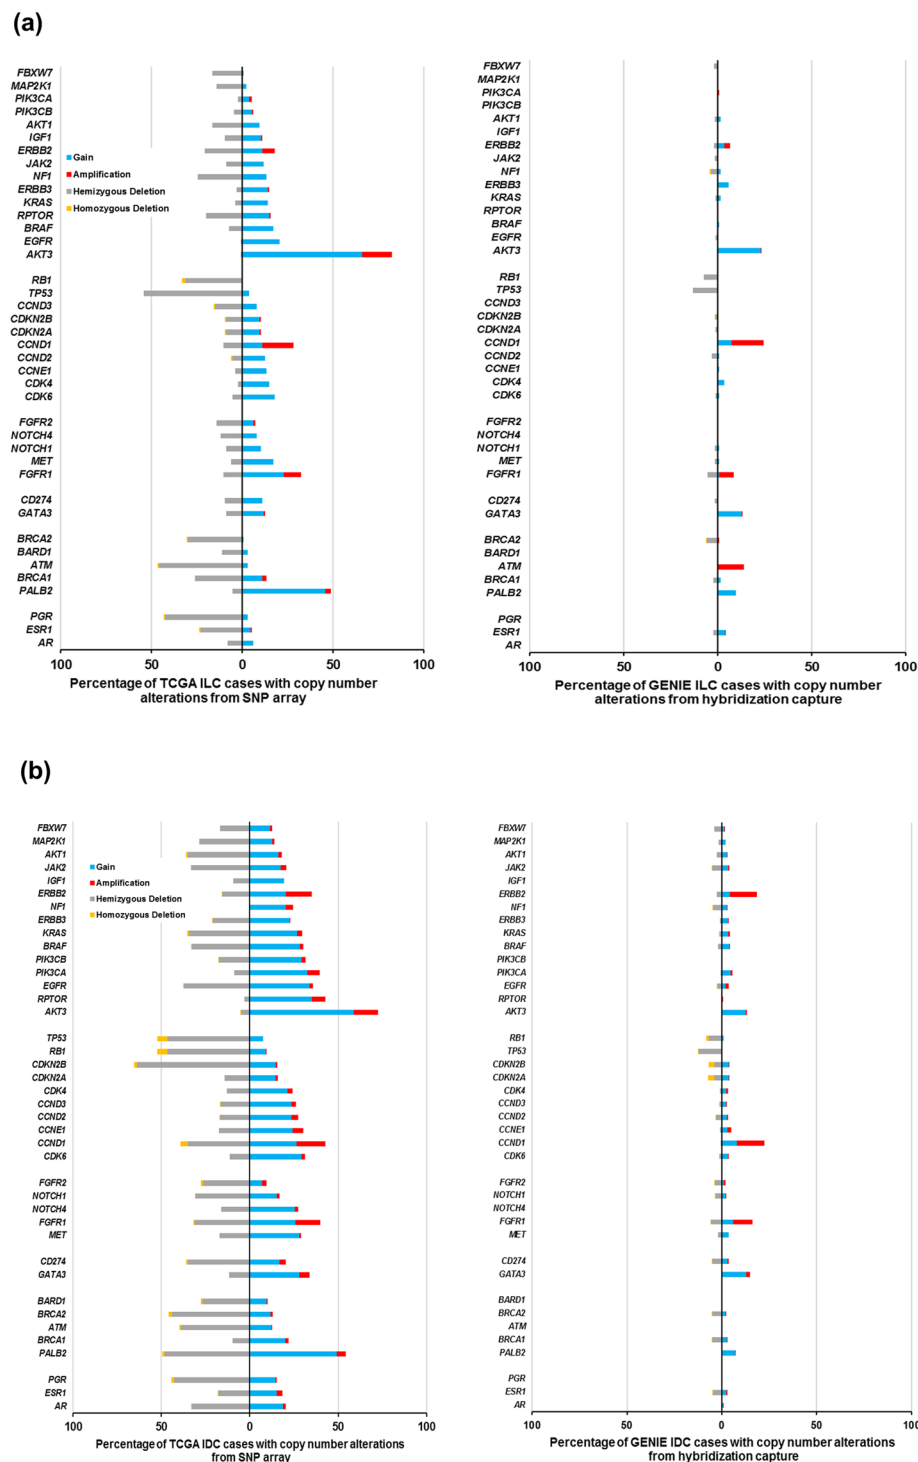 (a)
FBXW7
MAP2K1
PIK3CA
PIK3CB
AKT1
IGF1
ERBB2
JAK2
NF1
ERBB3
KRAS
RPTOR
BRAF
EGFR
AKT3
RB1
TP53
CCND3
CDKN2B
CDKN2A
CCND1
CCND2
CCNE1
CDK4
CDK6
FGFR2
NOTCH4
NOTCH1
MET
FGFR1
CD274
GATA3
BRCA2
BARD1
ATM
BRCA1
PALB2
PGR
ESR1
AR
Gain
Amplification
Hemizygous Deletion
Homozygous Deletion
100 50 0 50 100
Percentage of TCGA ILC cases with copy number
alterations from SNP array
FBXW7
MAP2K1
PIK3CA
PIK3CB
AKT1
IGF1
ERBB2
JAK2
NF1
ERBB3
KRAS
RPTOR
BRAF
EGFR
AKT3
RB1
TP53
CCND3
CDKN2B
CDKN2A
CCND1
CCND2
CCNE1
CDK4
CDK6
FGFR2
NOTCH4
NOTCH1
MET
FGFR1
CD274
GATA3
BRCA2
BARD1
ATM
BRCA1
PALB2
PGR
ESR1
AR
100 50 0 50 100
Percentage of GENIE ILC cases with copy number
alterations from hybridization capture
(b)
FBXW7
MAP2K1
AKT1
JAK2
IGF1
ERBB2
NF1
ERBB3
KRAS
BRAF
PIK3CB
PIK3CA
EGFR
RPTOR
AKT3
TP53
RB1
CDKN2B
CDKN2A
CDK4
CCND3
CCND2
CCNE1
CCND1
CDK6
FGFR2
NOTCH1
NOTCH4
FGFR1
MET
CD274
GATA3
BARD1
BRCA2
ATM
BRCA1
PALB2
PGR
ESR1
AR
Gain
Amplification
Hemizygous Deletion
Homozygous Deletion
100 50 0 50 100
Percentage of TCGA IDC cases with copy number alterations
from SNP array
FBXW7
MAP2K1
AKT1
JAK2
IGF1
ERBB2
NF1
ERBB3
KRAS
BRAF
PIK3CB
PIK3CA
EGFR
RPTOR
AKT3
RB1
TP53
CDKN2B
CDKN2A
CDK4
CCND3
CCND2
CCNE1
CCND1
CDK6
FGFR2
NOTCH1
NOTCH4
FGFR1
MET
CD274
GATA3
BARD1
BRCA2
ATM
BRCA1
PALB2
PGR
ESR1
AR
100 50 0 50 100
Percentage of GENIE IDC cases with copy number alterations
from hybridization capture